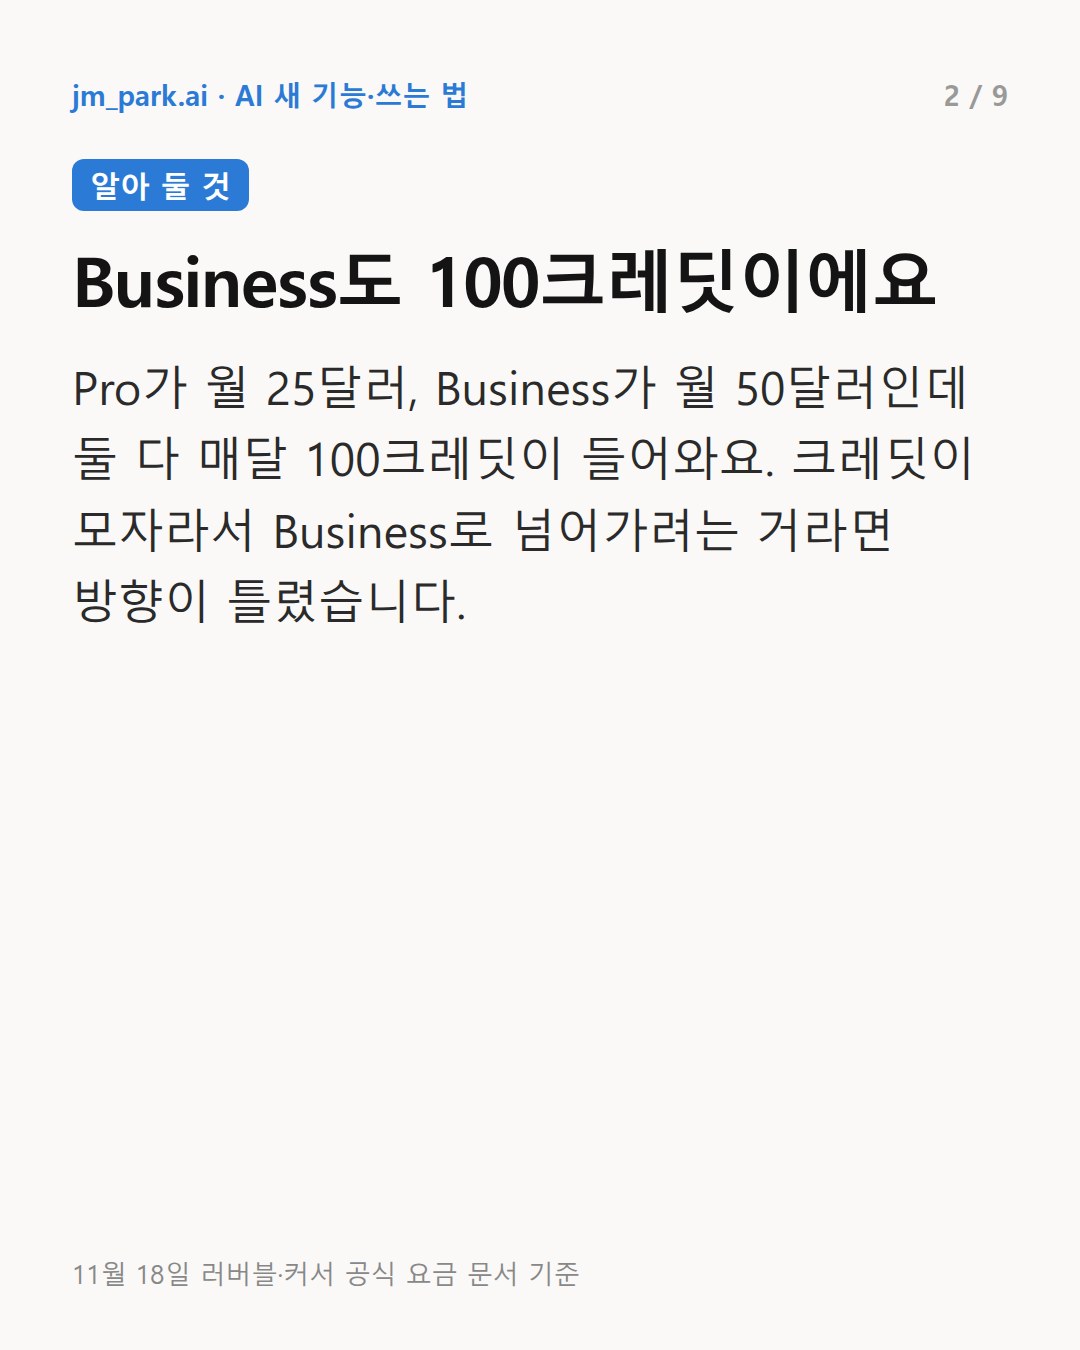 jm_park.ai · AI 새 기능·쓰는 법
2 / 9
알아 둘 것
Business도 100크레딧이에요
Pro가 월 25달러, Business가 월 50달러인데
둘 다 매달 100크레딧이 들어와요. 크레딧이
모자라서 Business로 넘어가려는 거라면
방향이 틀렸습니다.
11월 18일 러버블·커서 공식 요금 문서 기준